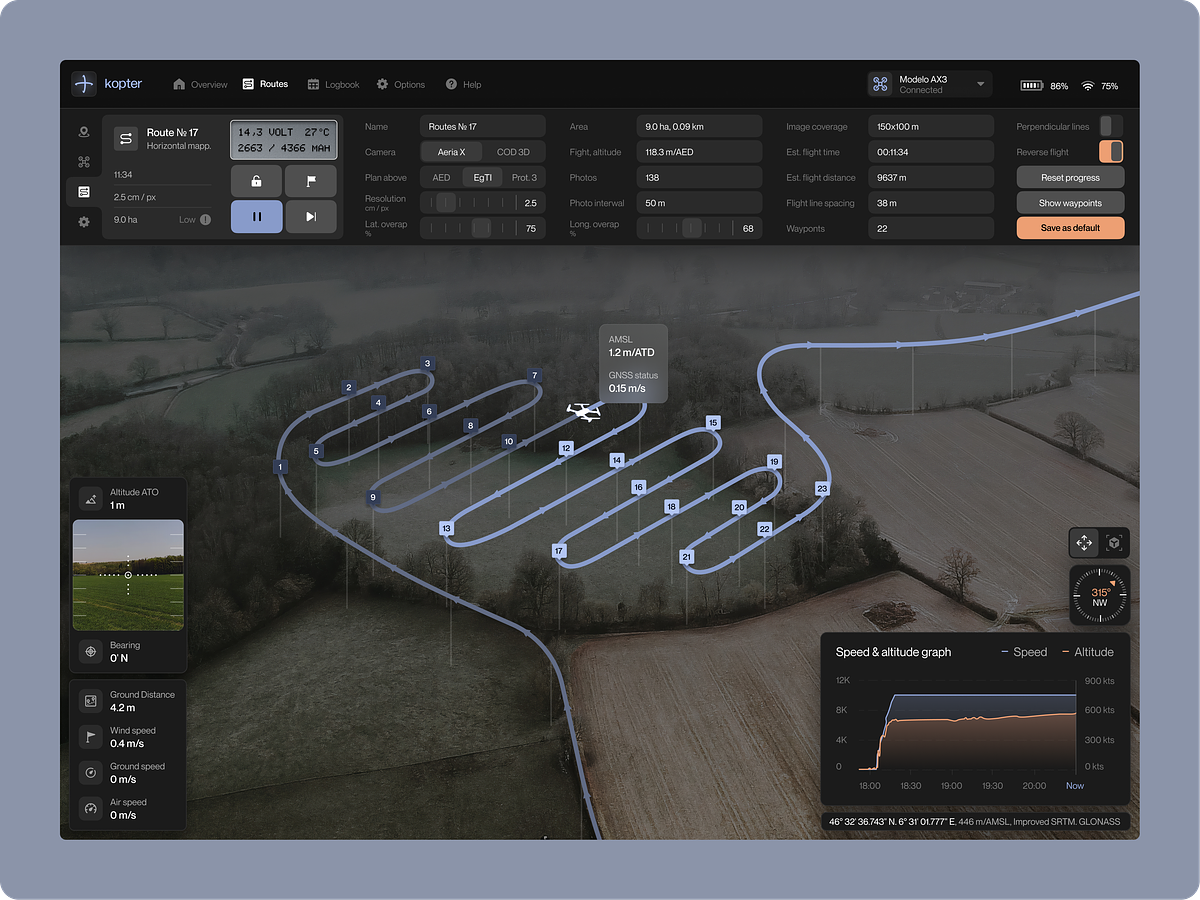 kopter
Overview
Routes
Logbook
Options
Help
Modelo AX3
Connected
86%
75%
Route № 17
Horizontal mapp.
11:34
2.5 cm / px
9.0 ha
Low
14,3 VOLT 27°C
2663 / 4366 MAH
Name
Routes № 17
Camera
Aeria X
COD 3D
Plan above
AED
EgTI
Prot. 3
Resolution
cm / px
2.5
Lat. overap
%
75
Area
9.0 ha, 0.09 km
Fight, altitude
118.3 m/AED
Photos
138
Photo interval
50 m
Long. overap
%
68
Image coverage
150x100 m
Est. flight time
00:11:34
Est. flight distance
9637 m
Flight line spacing
38 m
Wayponts
22
Perpendicular lines
Reverse flight
Reset progress
Show waypoints
Save as default
AMSL
1.2 m/ATD
GNSS status
0.15 m/s
1
2
3
4
5
6
7
8
9
10
12
13
14
15
16
17
18
19
20
21
22
23
Altitude ATO
1 m
Bearing
0' N
Ground Distance
4.2 m
Wind speed
0.4 m/s
Ground speed
0 m/s
Air speed
0 m/s
315°
NW
Speed & altitude graph
Speed
Altitude
12K
8K
4K
0
900 kts
600 kts
300 kts
0 kts
18:00
18:30
19:00
19:30
20:00
Now
46° 32' 36.743" N. 6° 31' 01.777" E. 446 m/AMSL, Improved SRTM. GLONASS